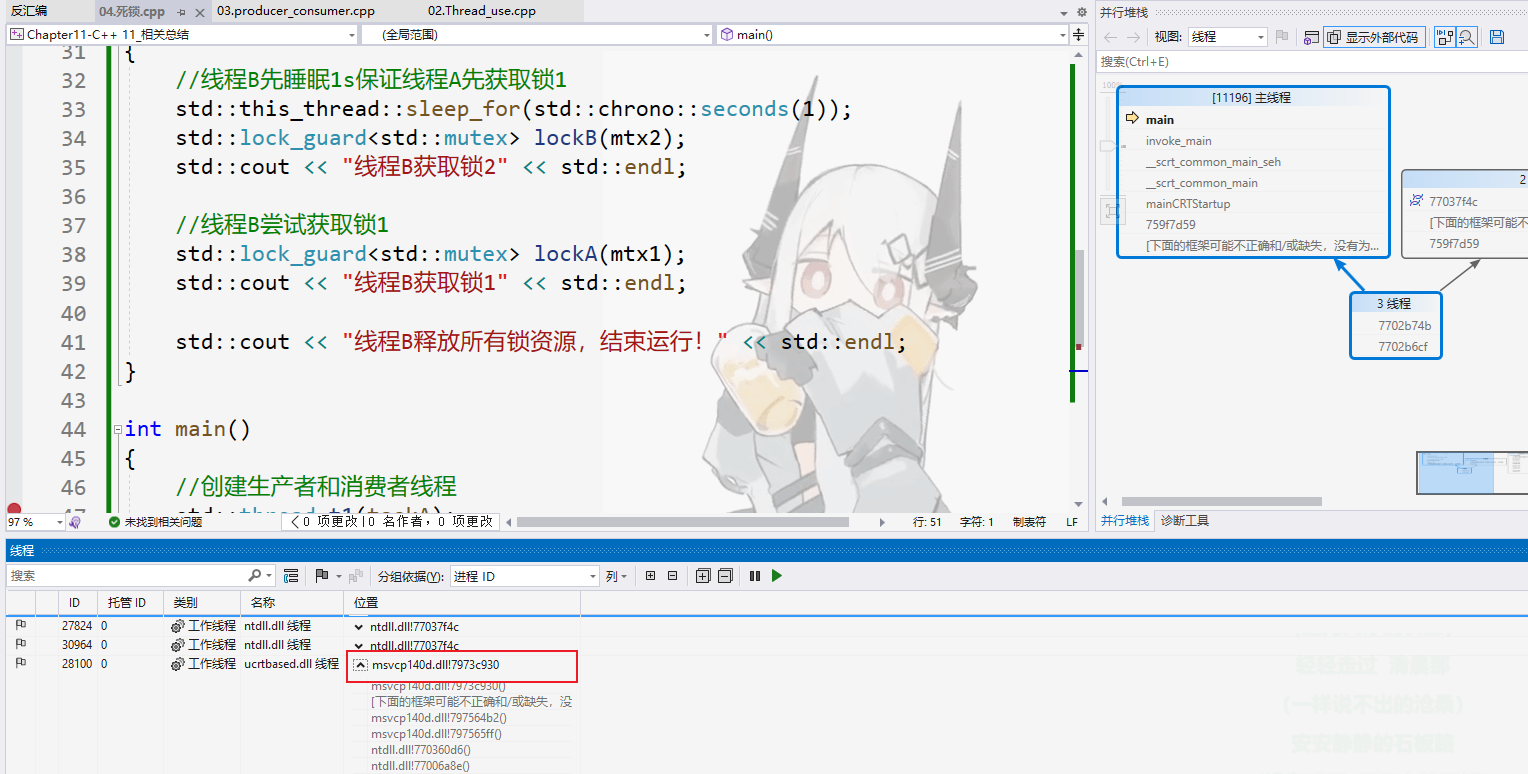 反汇编
04.死锁.cpp
03.producer_consumer.cpp
02.Thread_use.cpp
Chapter11-C++ 11_相关总结
(全局范围)
main()
31 {
32 //线程B先睡眠1s保证线程A先获取锁1
33 std::this_thread::sleep_for(std::chrono::seconds(1));
34 std::lock_guard<std::mutex> lockB(mtx2);
35 std::cout << "线程B获取锁2" << std::endl;
36
37 //线程B尝试获取锁1
38 std::lock_guard<std::mutex> lockA(mtx1);
39 std::cout << "线程B获取锁1" << std::endl;
40
41 std::cout << "线程B释放所有锁资源，结束运行！" << std::endl;
42 }
43
44 int main()
45 {
46 //创建生产者和消费者线程
47 std::thread t1(taskA);
97 %
未找到相关问题
0 项更改 | 0 名作者, 0 项更改
行: 51
字符: 1
制表符
LF
并行堆栈
视图: 线程
显示外部代码
搜索(Ctrl+E)
100%
[11196] 主线程
main
invoke_main
__scrt_common_main_seh
__scrt_common_main
mainCRTStartup
759f7d59
[下面的框架可能不正确和/或缺失，没有为...
2
77037f4c
[下面的框架可能不
759f7d59
3 线程
7702b74b
7702b6cf
并行堆栈 诊断工具
线程
搜索
分组依据(Y): 进程 ID
列
ID 托管 ID 类别 名称 位置
27824 0 工作线程 ntdll.dll 线程 ntdll.dll!77037f4c
30964 0 工作线程 ntdll.dll 线程 ntdll.dll!77037f4c
28100 0 工作线程 ucrtbased.dll 线程 msvcp140d.dll!7973c930
msvcp140d.dll!7973c930()
[下面的框架可能不正确和/或缺失，没
msvcp140d.dll!797564b2()
msvcp140d.dll!797565ff()
ntdll.dll!770360d6()
ntdll.dll!77006a8e()
(一样说不出的沧桑)
安安静静的石板路